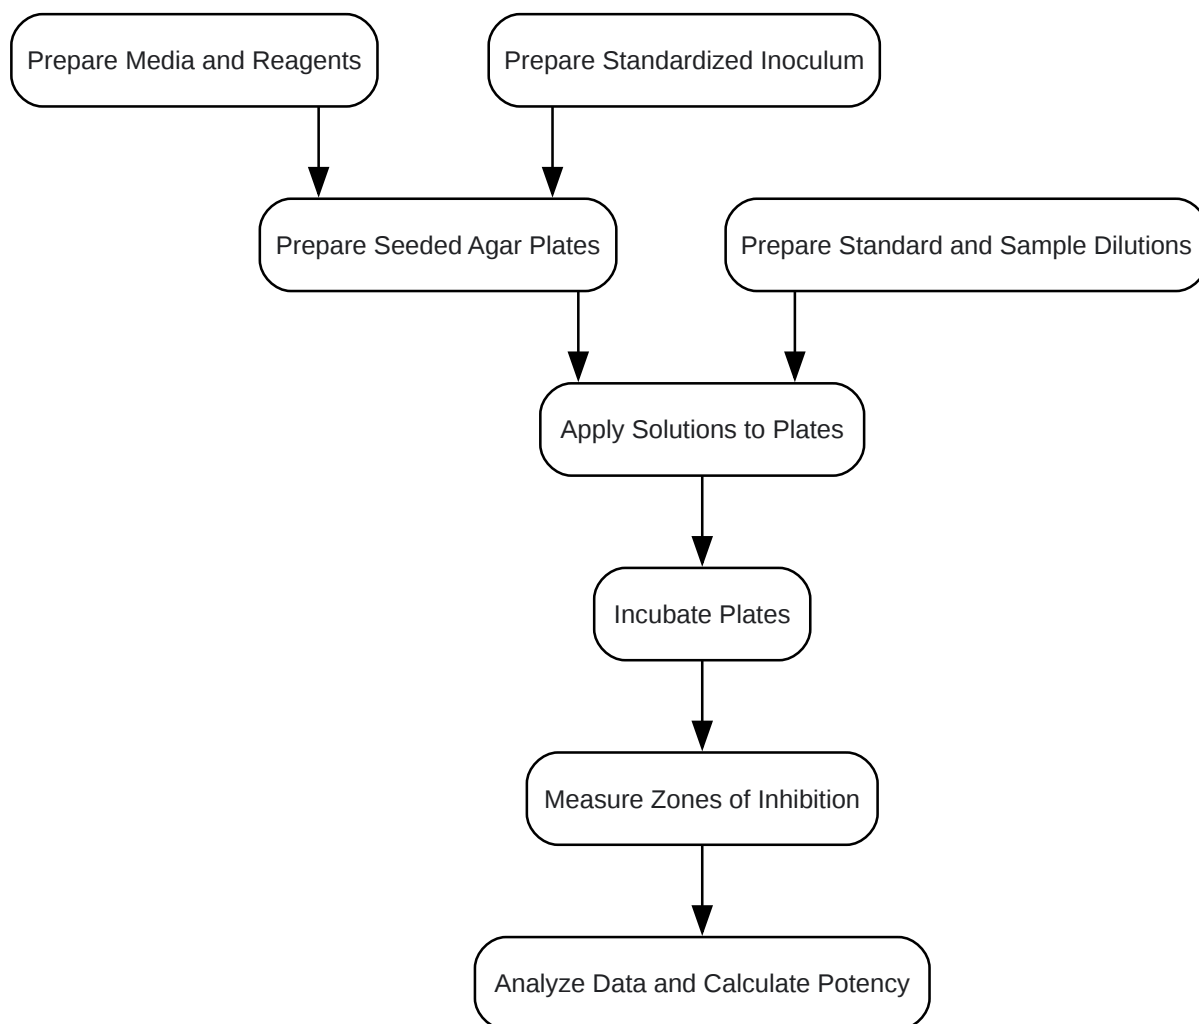 Prepare Media and Reagents
Prepare Standardized Inoculum
Prepare Seeded Agar Plates
Prepare Standard and Sample Dilutions
Apply Solutions to Plates
Incubate Plates
Measure Zones of Inhibition
Analyze Data and Calculate Potency